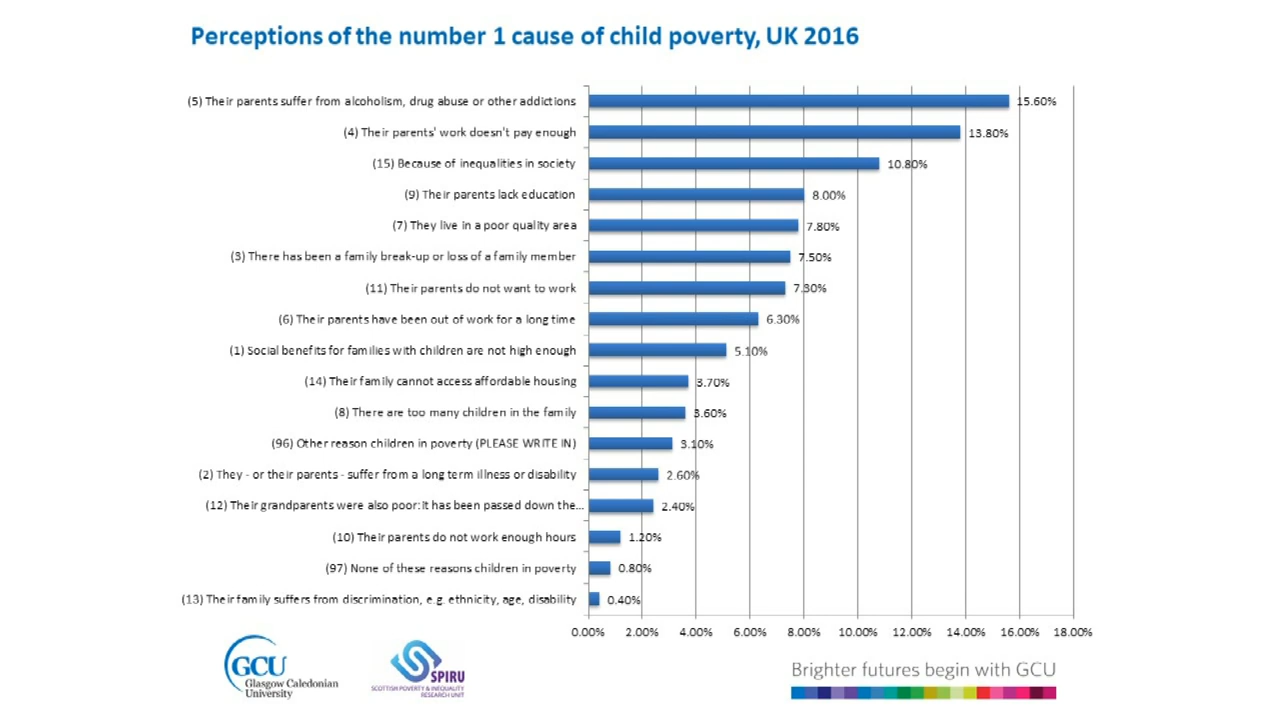 Perceptions of the number 1 cause of child poverty, UK 2016
(5) Their parents suffer from alcoholism, drug abuse or other addictions 15.60%
(4) Their parents' work doesn't pay enough 13.80%
(15) Because of inequalities in society 10.80%
(9) Their parents lack education 8.00%
(7) They live in a poor quality area 7.80%
(3) There has been a family break-up or loss of a family member 7.50%
(11) Their parents do not want to work 7.30%
(6) Their parents have been out of work for a long time 6.30%
(1) Social benefits for families with children are not high enough 5.10%
(14) Their family cannot access affordable housing 3.70%
(8) There are too many children in the family 3.60%
(96) Other reason children in poverty (PLEASE WRITE IN) 3.10%
(2) They - or their parents - suffer from a long term illness or disability 2.60%
(12) Their grandparents were also poor: it has been passed down the... 2.40%
(10) Their parents do not work enough hours 1.20%
(97) None of these reasons children in poverty 0.80%
(13) Their family suffers from discrimination, e.g. ethnicity, age, disability 0.40%
0.00% 2.00% 4.00% 6.00% 8.00% 10.00% 12.00% 14.00% 16.00% 18.00%
GCU
Glasgow Caledonian
University
SPIRU
SCOTTISH POVERTY & INEQUALITY
RESEARCH UNIT
Brighter futures begin with GCU